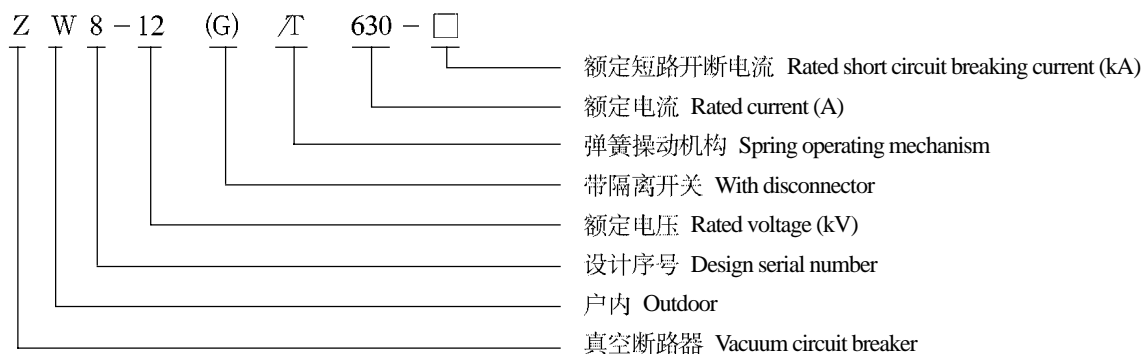 Z W 8-12 (G) /T 630-□
额定短路开断电流 Rated short circuit breaking current (kA)
额定电流 Rated current (A)
弹簧操动机构 Spring operating mechanism
带隔离开关 With disconnector
额定电压 Rated voltage (kV)
设计序号 Design serial number
户内 Outdoor
真空断路器 Vacuum circuit breaker